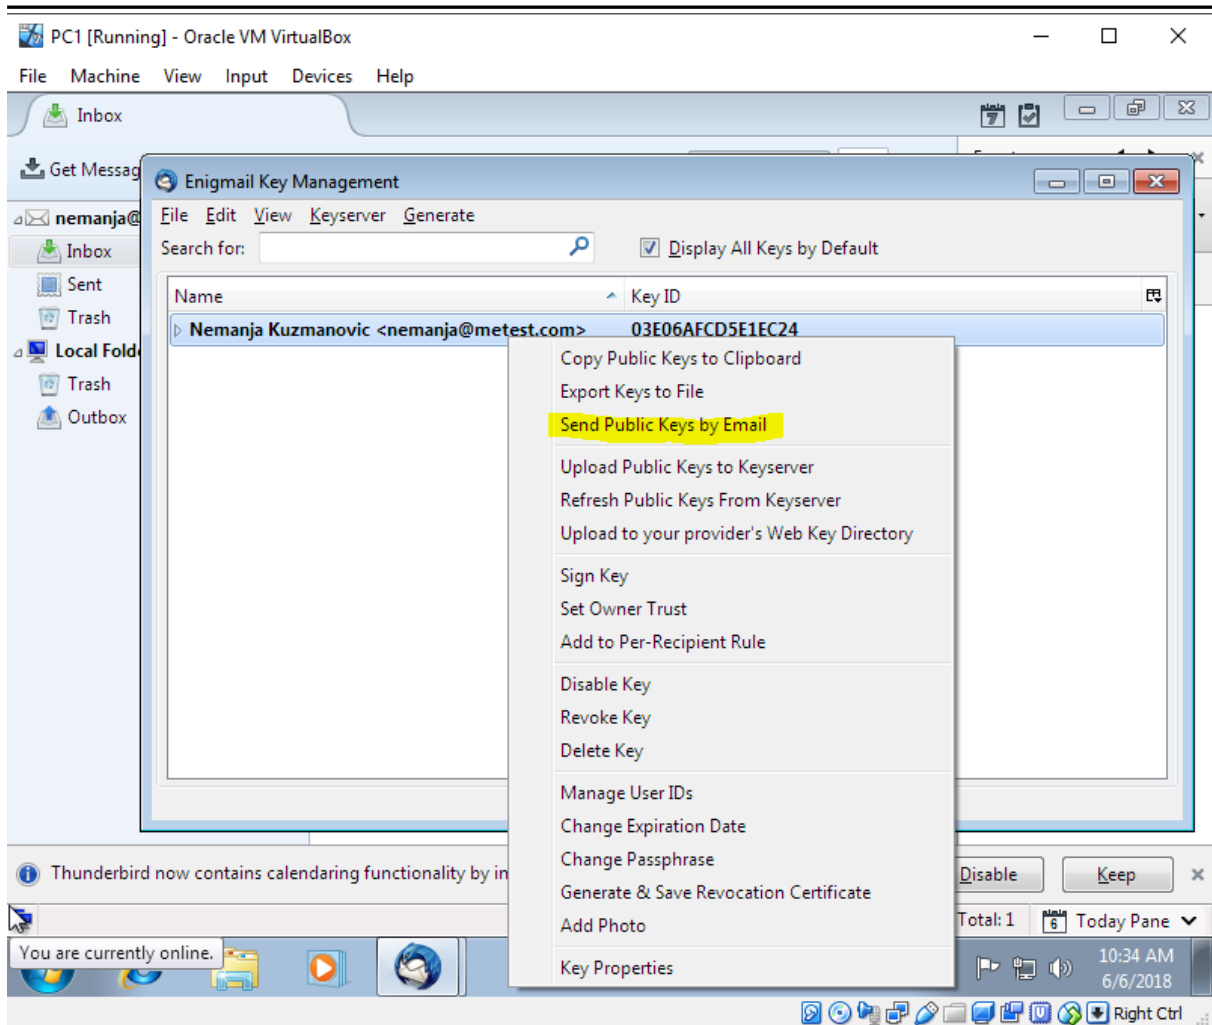 PC1 [Running] - Oracle VM VirtualBox
File Machine View Input Devices Help
Inbox
7
Get Messag
Enigmail Key Management
nemanja@
File Edit View Keyserver Generate
Inbox
Search for:
Display All Keys by Default
Sent
Name
Key ID
Trash
Nemanja Kuzmanovic <nemanja@metest.com> 03E06AFCD5E1EC24
Local Folde
Copy Public Keys to Clipboard
Trash
Export Keys to File
Outbox
Send Public Keys by Email
Upload Public Keys to Keyserver
Refresh Public Keys From Keyserver
Upload to your provider's Web Key Directory
Sign Key
Set Owner Trust
Add to Per-Recipient Rule
Disable Key
Revoke Key
Delete Key
Manage User IDs
Change Expiration Date
Change Passphrase
Generate & Save Revocation Certificate
Add Photo
Key Properties
Thunderbird now contains calendaring functionality by in
Disable Keep
Total: 1 6 Today Pane
You are currently online.
10:34 AM
6/6/2018
Right Ctrl